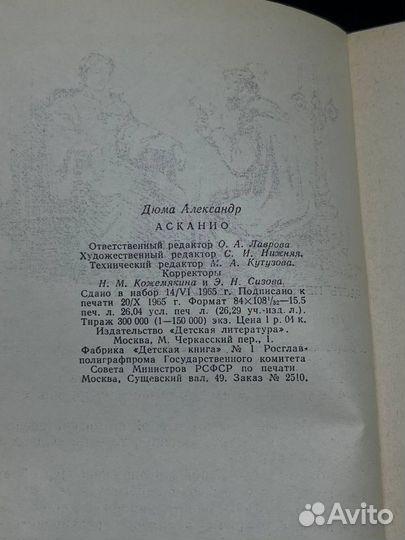 Дюма Александр
АСКАНИО
Ответственный редактор О. А. Лаврова
Художественный редактор С. И. Нижняя.
Технический редактор М. А. Кутузова.
Корректоры
Н. М. Кожемякина и Э. Н. Сизова.
Сдано в набор 14/VI 1965 г. Подписано к
печати 20/X 1965 г. Формат 84×108¹/₃₂—15,5
печ. л. 26,04 усл. печ. л. (26,29 уч.-изд. л.).
Тираж 300 000 (1—150 000) экз. Цена 1 р. 04 к.
Издательство «Детская литература».
Москва, М. Черкасский пер., 1.
Фабрика «Детская книга» № 1 Росглав-
полиграфпрома Государственного комитета
Совета Министров РСФСР по печати
Москва, Сущевский вал, 49. Заказ № 2510.
Avito